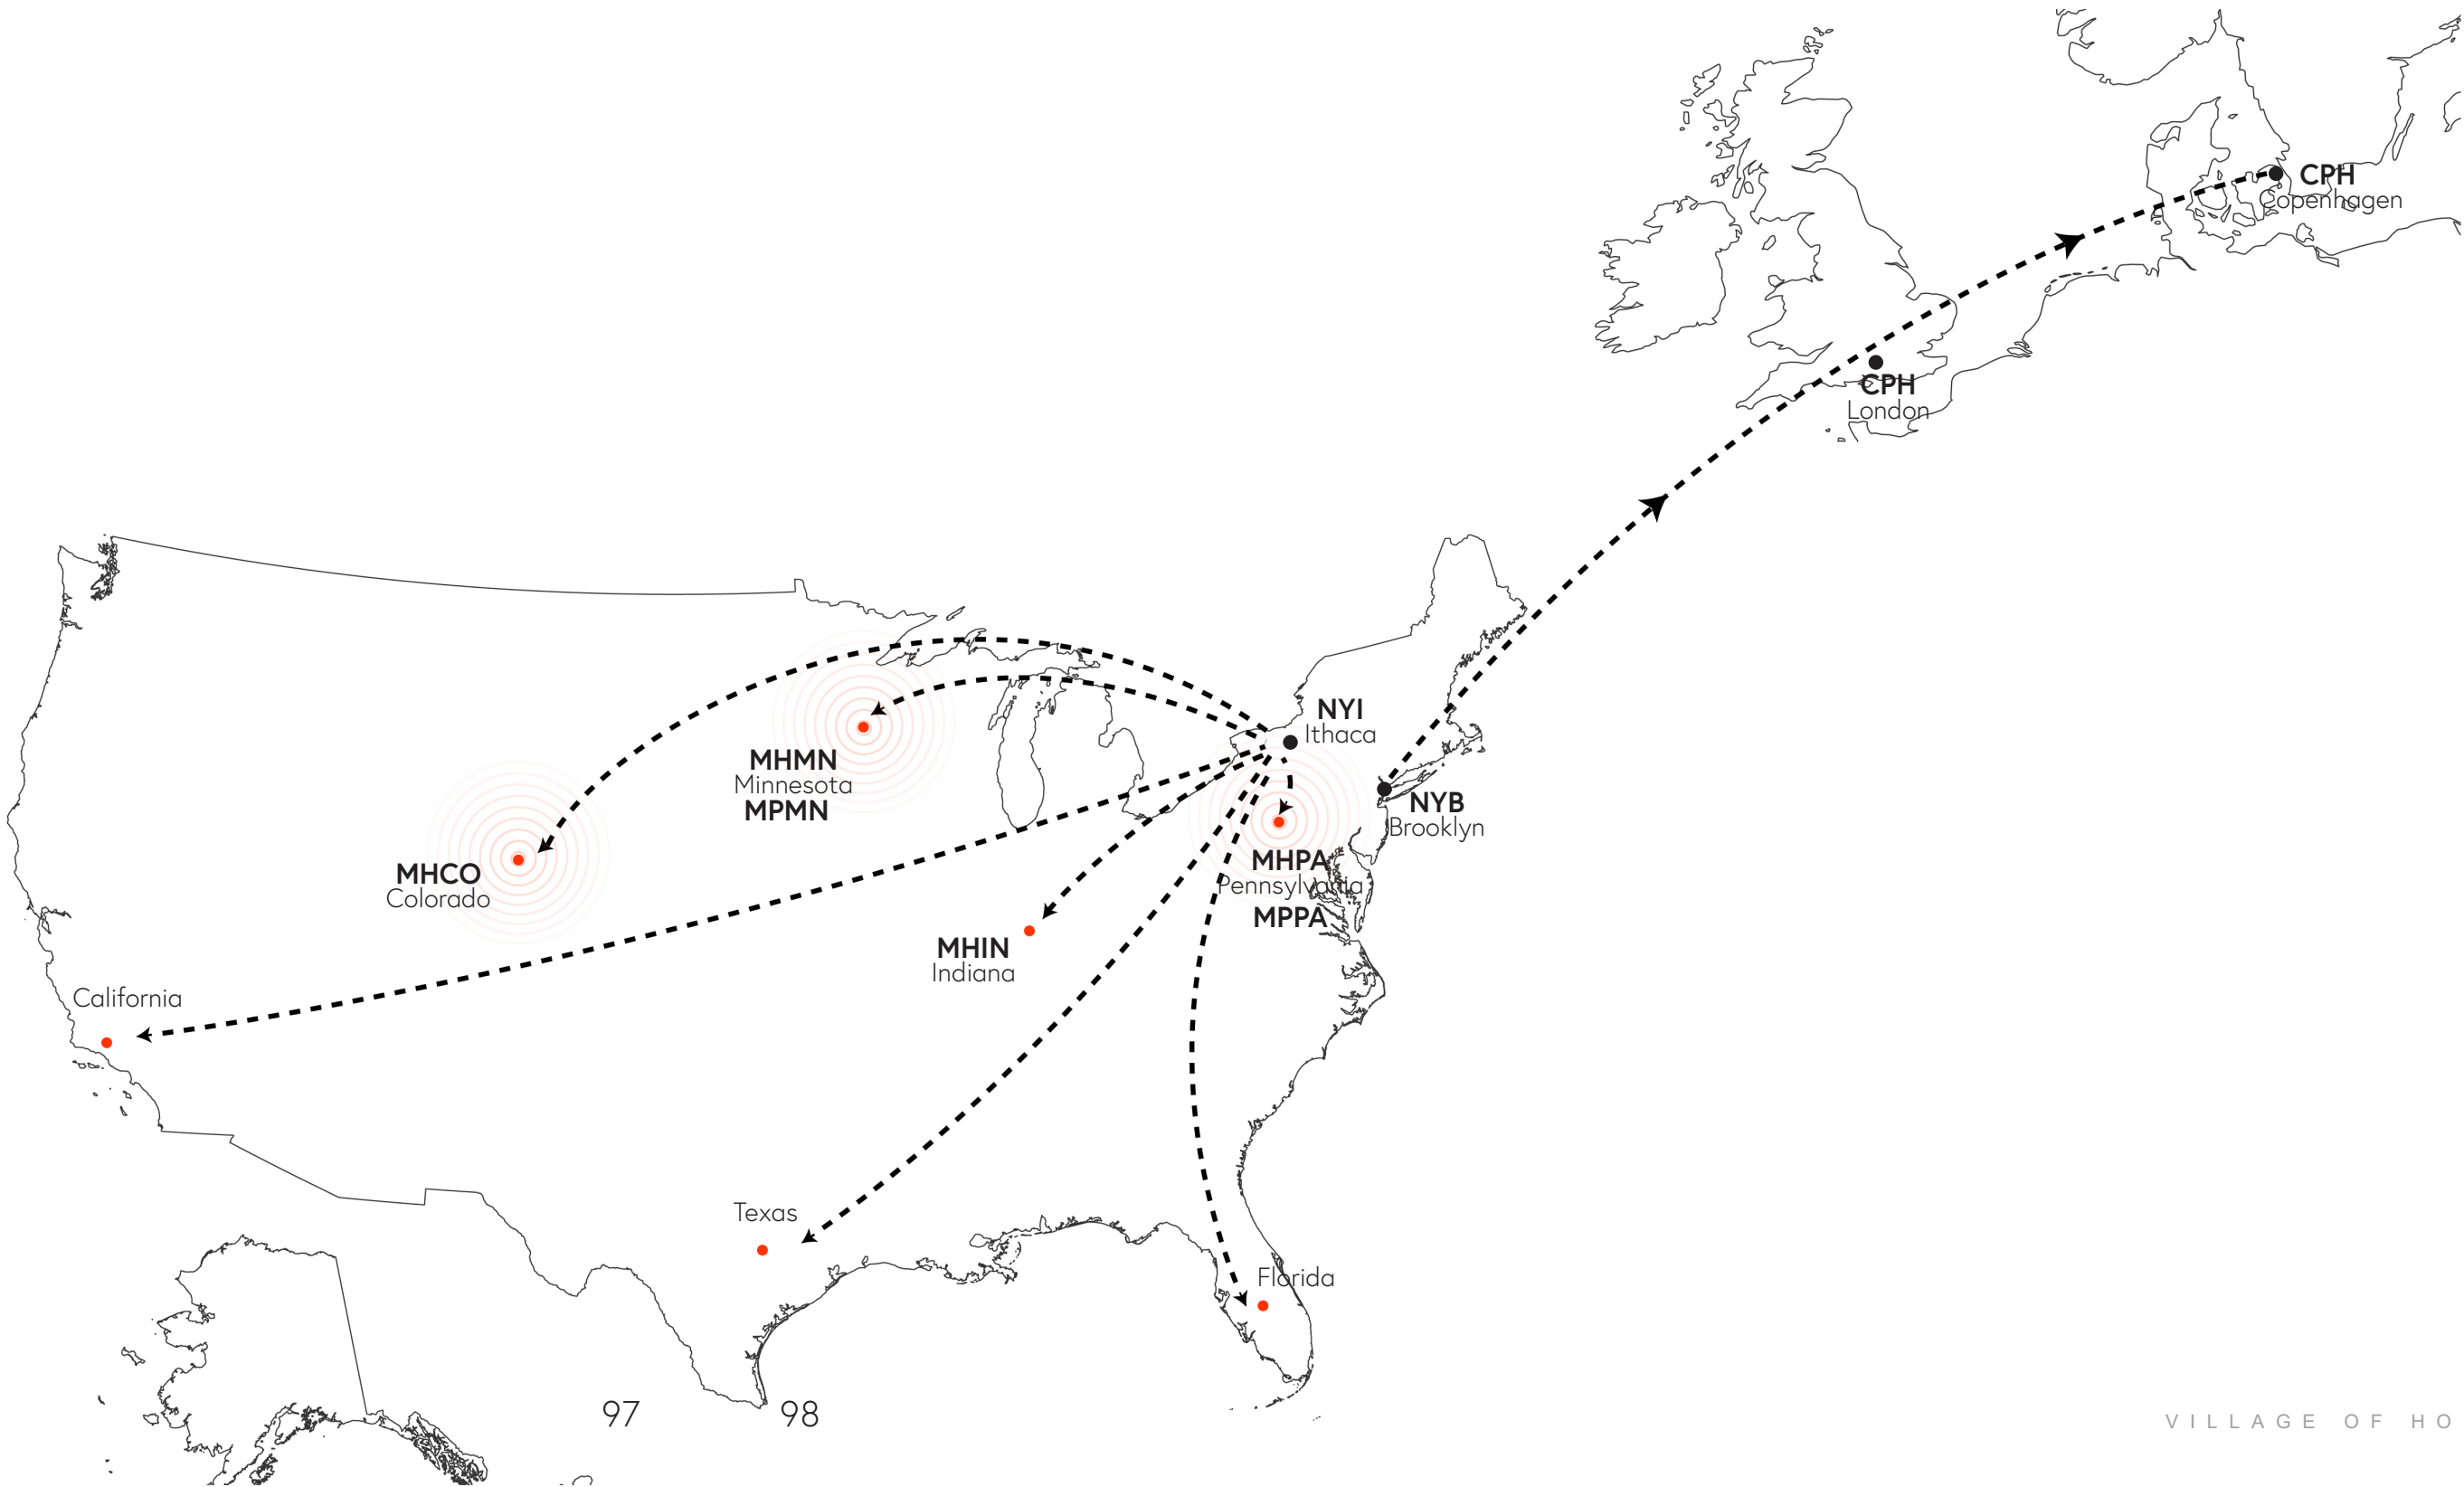 CPH
Copenhagen
CPH
London
NYI
Ithaca
NYB
Brooklyn
MHMN
Minnesota
MPMN
MHCO
Colorado
MHPA
Pennsylvania
MPPA
MHIN
Indiana
California
Texas
Florida
97
98
VILLAGE OF HO